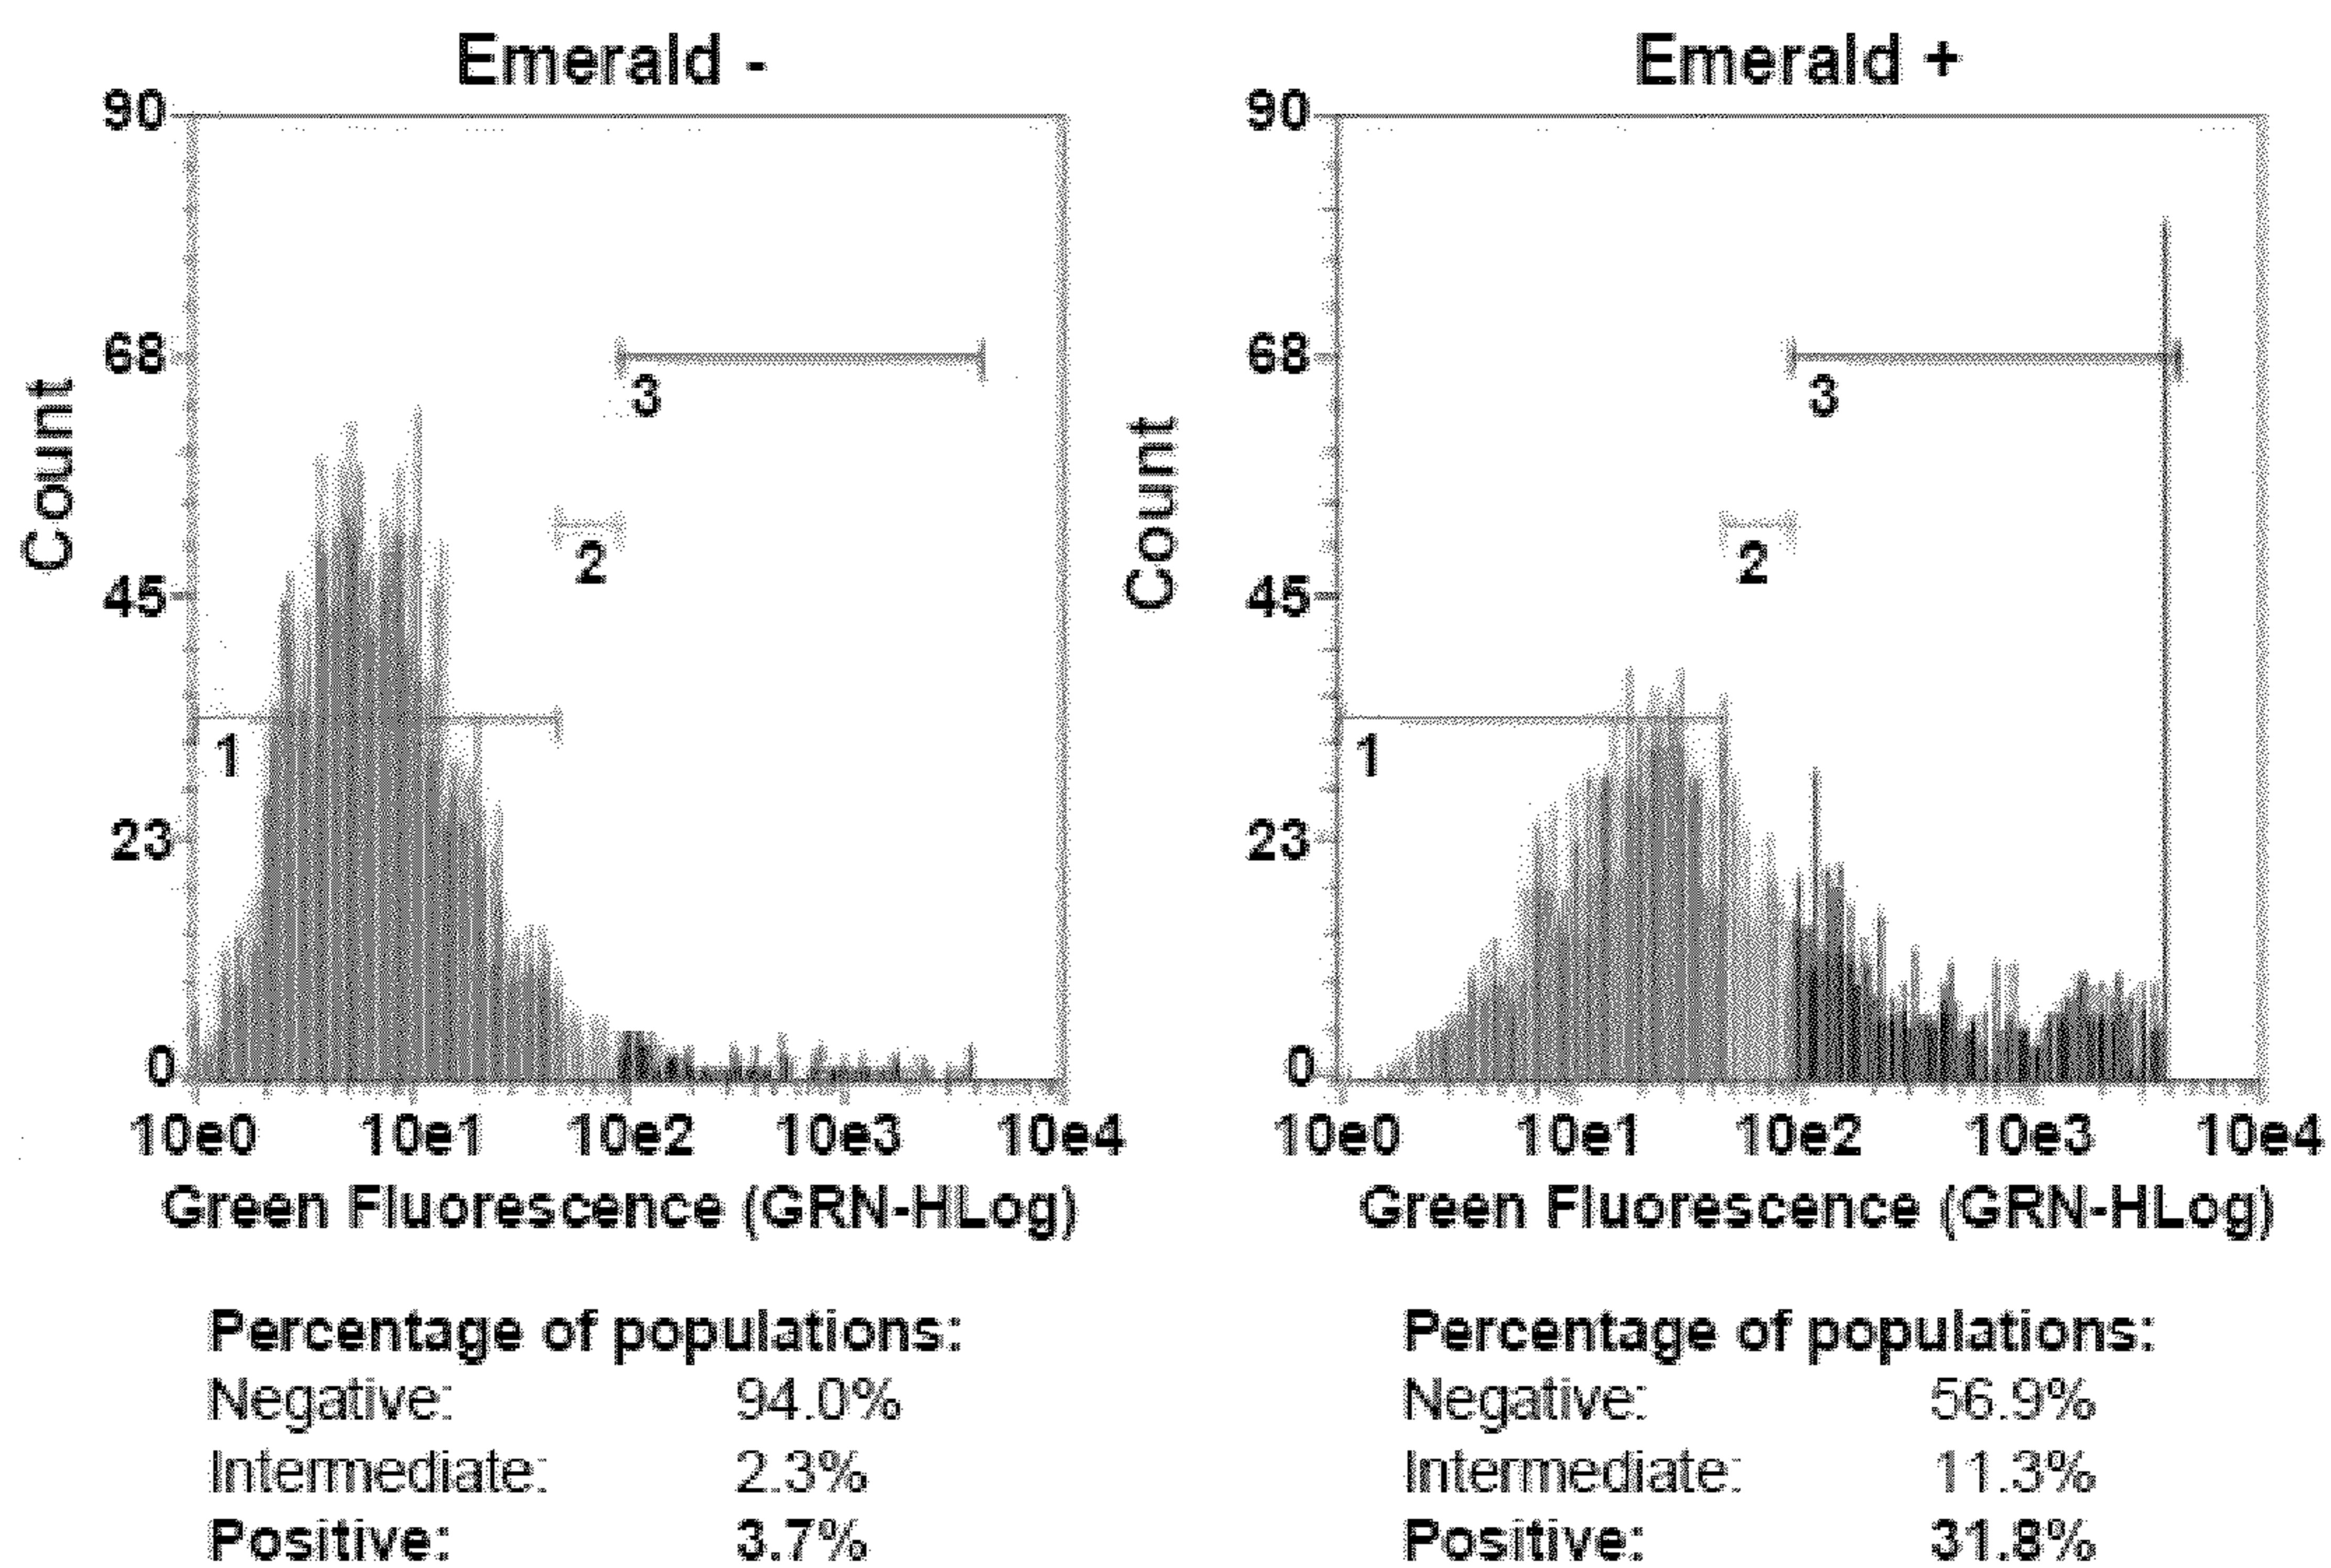 Emerald -
90
68
45
23
0
Count
3
2
1
10e0 10e1 10e2 10e3 10e4
Green Fluorescence (GRN-HLog)
Percentage of populations:
Negative: 94.0%
Intermediate: 2.3%
Positive: 3.7%
Emerald +
90
68
45
23
0
Count
3
2
1
10e0 10e1 10e2 10e3 10e4
Green Fluorescence (GRN-HLog)
Percentage of populations:
Negative: 56.9%
Intermediate: 11.3%
Positive: 31.8%